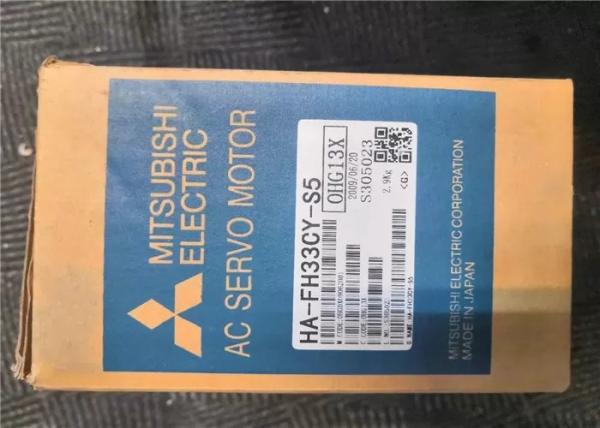 MITSUBISHI
ELECTRIC
AC SERVO MOTOR
HA-FH33CY-S5
0HG13X
2009/06/20
S305023
2.9Kg
<G>
MITSUBISHI ELECTRIC CORPORATION
MADE IN JAPAN